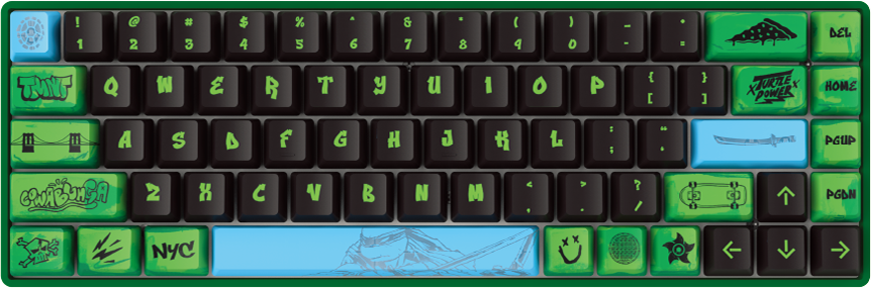 ! @ # $ % ^ & * ( ) _ +
1 2 3 4 5 6 7 8 9 0 - = DEL
TMNT Q W E R T Y U I O P { } TURTLE POWER HOME
[ ]
A S D F G H J K L : " PGUP
; '
COWABUNGA Z X C V B N M < > ? PGDN
, . /
NYC